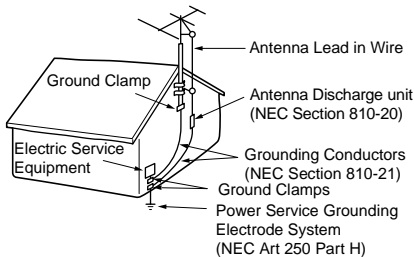 Antenna Lead in Wire
Ground Clamp
Antenna Discharge unit
(NEC Section 810-20)
Electric Service
Equipment
Grounding Conductors
(NEC Section 810-21)
Ground Clamps
Power Service Grounding
Electrode System
(NEC Art 250 Part H)